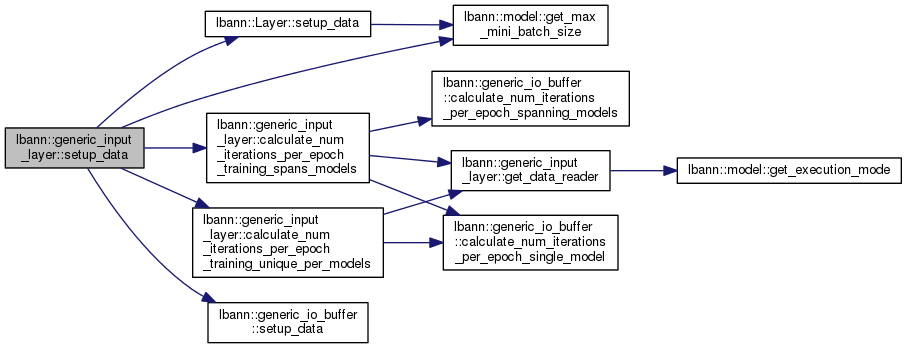 lbann::generic_input
_layer::setup_data
lbann::Layer::setup_data
lbann::model::get_max
_mini_batch_size
lbann::generic_input
_layer::calculate_num
_iterations_per_epoch
_training_spans_models
lbann::generic_io_buffer
::calculate_num_iterations
_per_epoch_spanning_models
lbann::generic_input
_layer::get_data_reader
lbann::model::get_execution_mode
lbann::generic_input
_layer::calculate_num
_iterations_per_epoch
_training_unique_per_models
lbann::generic_io_buffer
::calculate_num_iterations
_per_epoch_single_model
lbann::generic_io_buffer
::setup_data